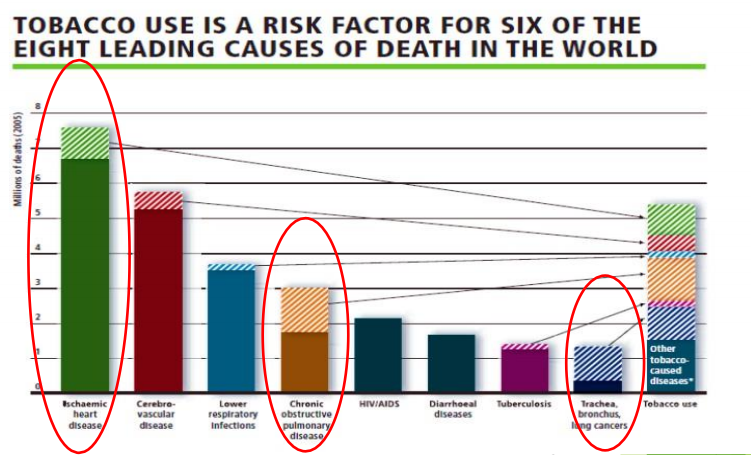 TOBACCO USE IS A RISK FACTOR FOR SIX OF THE
EIGHT LEADING CAUSES OF DEATH IN THE WORLD
Millions of deaths (2005)
8
7
6
5
4
3
2
1
0
Other
tobacco-
caused
diseases*
Ischaemic
heart
disease
Cerebro-
vascular
disease
Lower
respiratory
infections
Chronic
obstructive
pulmonary
disease
HIV/AIDS
Diarrhoeal
diseases
Tuberculosis
Trachea,
bronchus,
lung cancers
Tobacco use